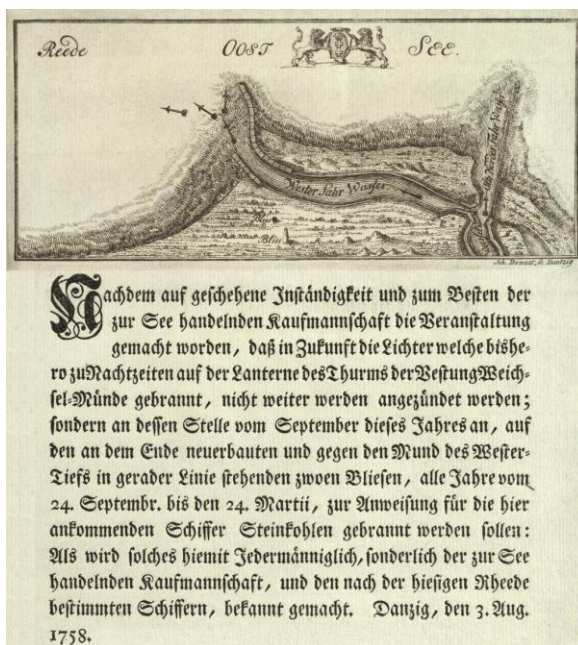 Reede OOST SEE.
Wester Fahr Wasser
Blise
Joh. Donnet, sc. Dantzig
Nachdem auf geschehene Inständigkeit und zum Besten der
zur See handelnden Kaufmannschaft die Veranstaltung
gemacht worden, daß in Zukunft die Lichter welche bishe-
ro zu Nachtzeiten auf der Lanterne des Thurms der Vestung Weich-
sel-Münde gebrannt, nicht weiter werden angezündet werden;
sondern an dessen Stelle vom September dieses Jahres an, auf
den an dem Ende neuerbauten und gegen den Mund des Wester-
Tiefs in gerader Linie stehenden zwoen Bliesen, alle Jahre vom
24. Septembr. bis den 24. Martii, zur Anweisung für die hier
ankommenden Schiffer Steinkohlen gebrannt werden sollen:
Als wird solches hiemit Jedermänniglich, sonderlich der zur See
handelnden Kaufmannschaft, und den nach der hiesigen Rheede
bestimmten Schiffern, bekannt gemacht. Danzig, den 3. Aug.
1758.